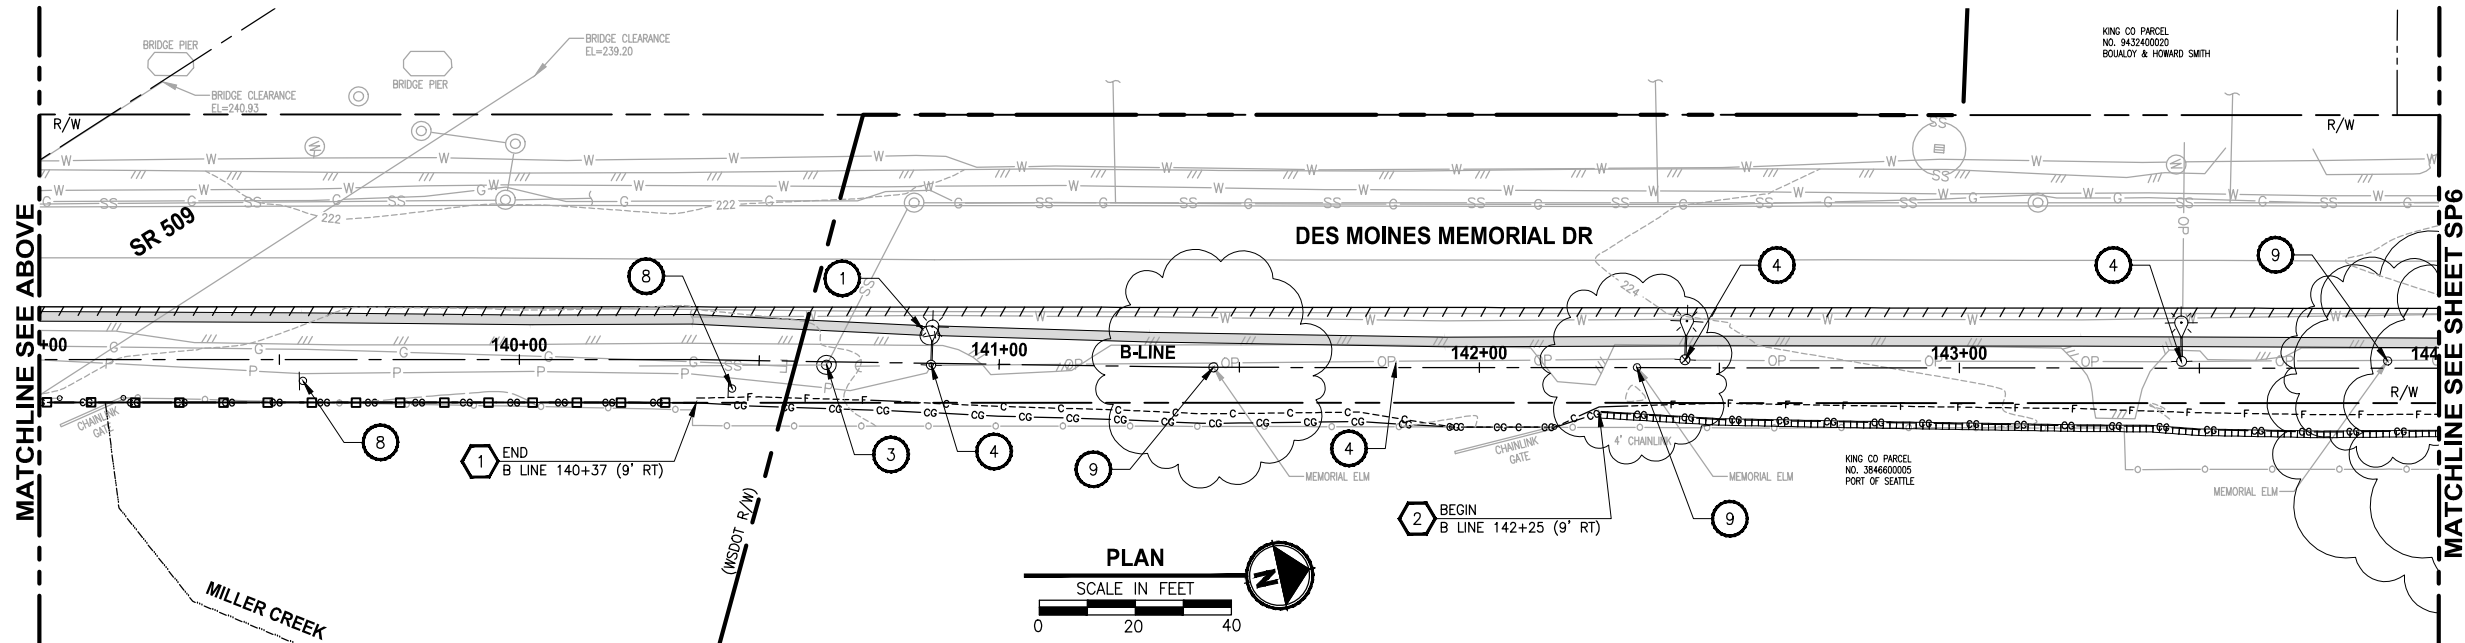 MATCHLINE SEE ABOVE
BRIDGE PIER
BRIDGE CLEARANCE
EL=240.93
BRIDGE PIER
BRIDGE CLEARANCE
EL=239.20
KING CO PARCEL
NO. 9432400020
BOUALOY & HOWARD SMITH
R/W
R/W
SR 509
222
222
DES MOINES MEMORIAL DR
224
8
1
4
4
9
+00
140+00
141+00
B-LINE
142+00
143+00
144
R/W
CHAINLINK
GATE
8
1
END
B LINE 140+37 (9' RT)
3
4
9
MEMORIAL ELM
4
CHAINLINK
GATE
4' CHAINLINK
2
BEGIN
B LINE 142+25 (9' RT)
9
MEMORIAL ELM
KING CO PARCEL
NO. 3846600005
PORT OF SEATTLE
MEMORIAL ELM
(WSDOT R/W)
MILLER CREEK
PLAN
SCALE IN FEET
0 20 40
N
MATCHLINE SEE SHEET SP6